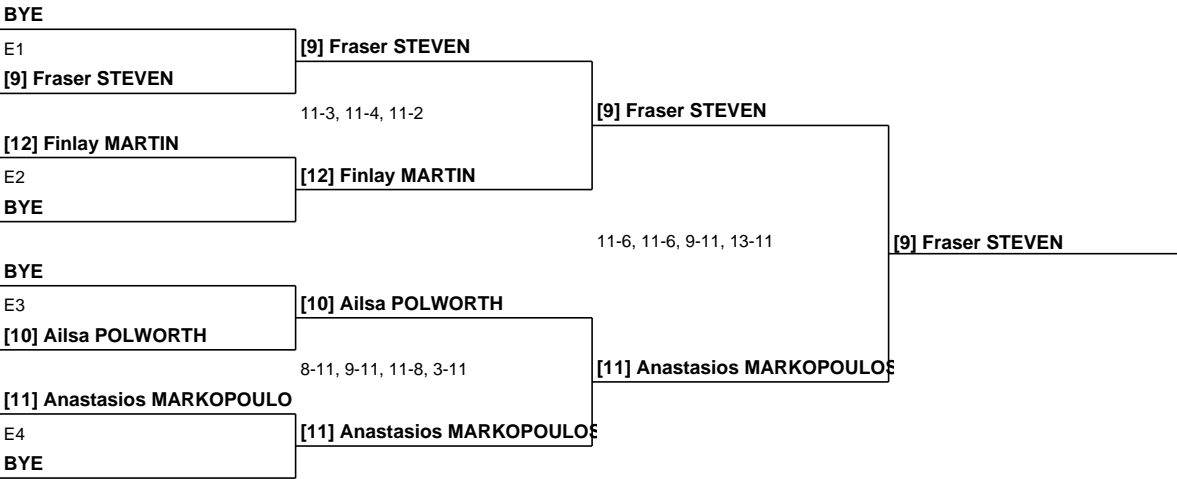 BYE
E1
[9] Fraser STEVEN
[9] Fraser STEVEN
11-3, 11-4, 11-2
[9] Fraser STEVEN
[12] Finlay MARTIN
E2
[12] Finlay MARTIN
BYE
11-6, 11-6, 9-11, 13-11
[9] Fraser STEVEN
BYE
E3
[10] Ailsa POLWORTH
[10] Ailsa POLWORTH
8-11, 9-11, 11-8, 3-11
[11] Anastasios MARKOPOULOS
[11] Anastasios MARKOPOULO
E4
[11] Anastasios MARKOPOULOS
BYE